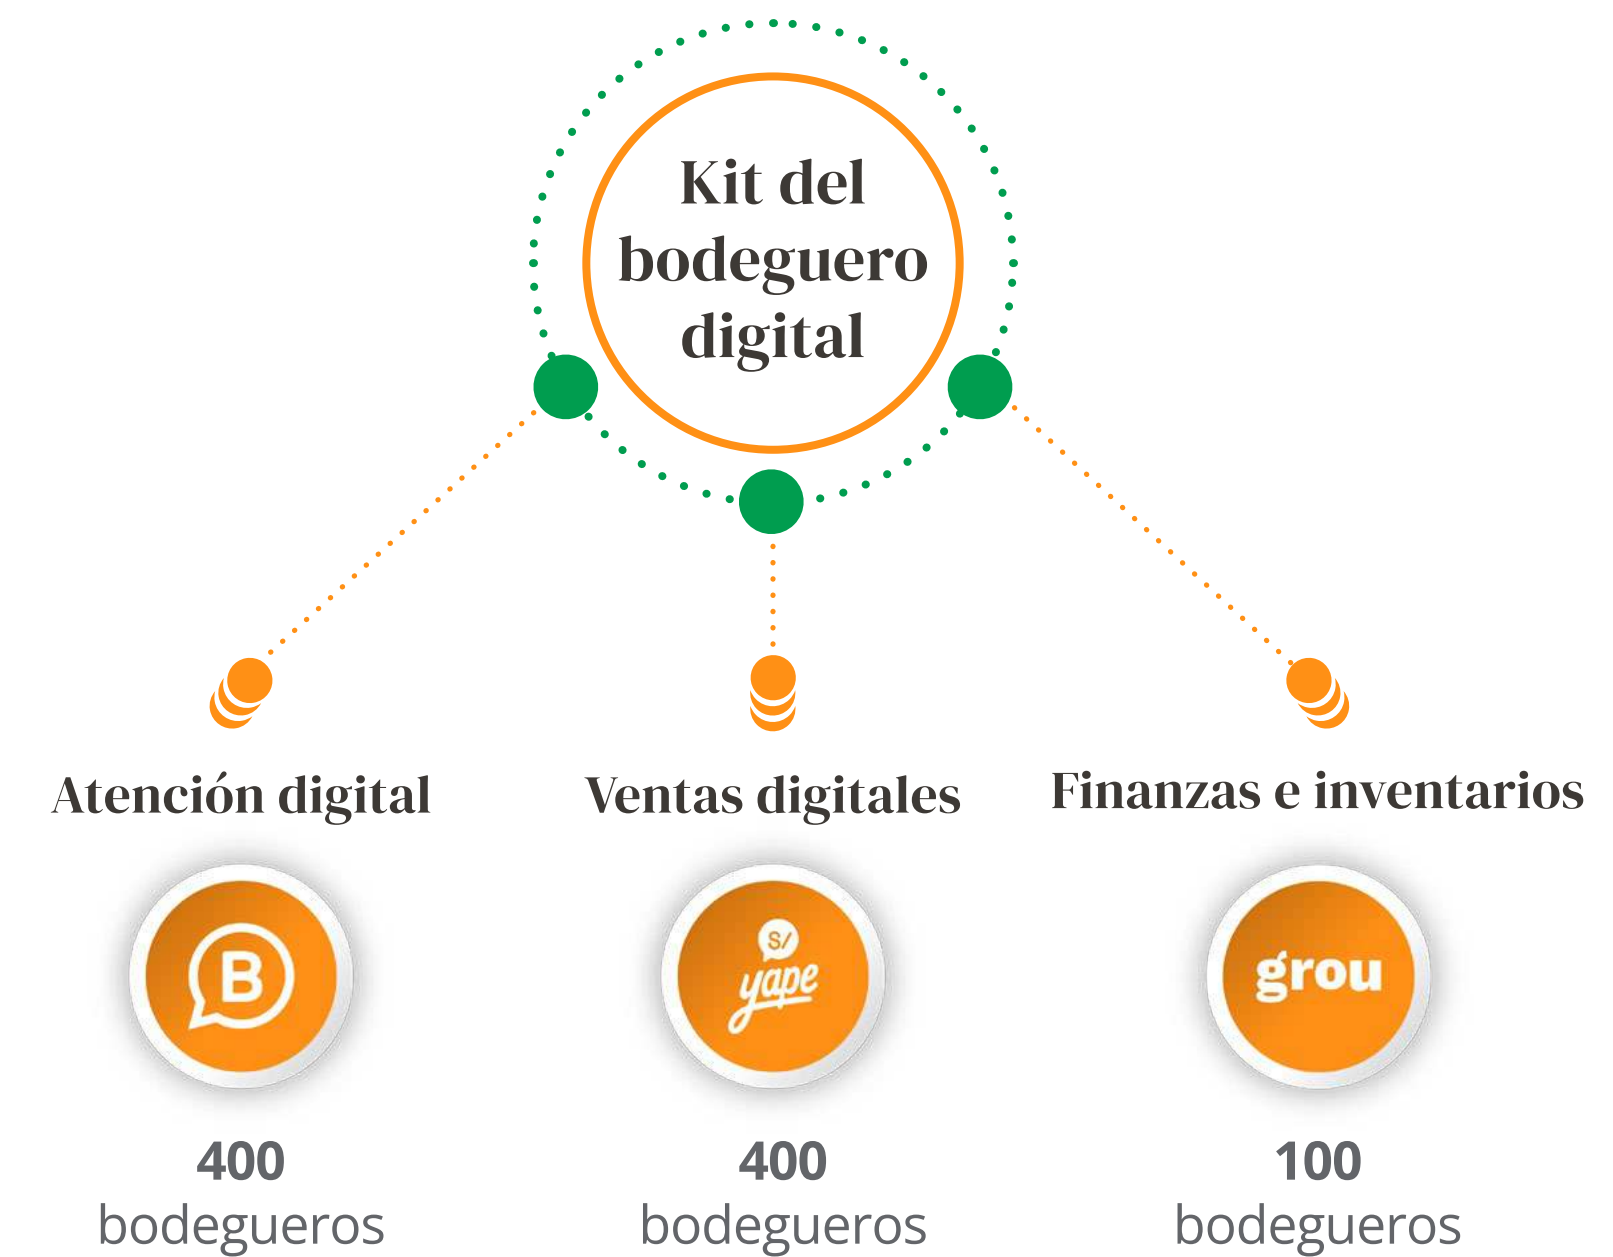 Kit del
bodeguero
digital
Atención digital
Ventas digitales
Finanzas e inventarios
B
S/
yape
grou
400
bodegueros
400
bodegueros
100
bodegueros